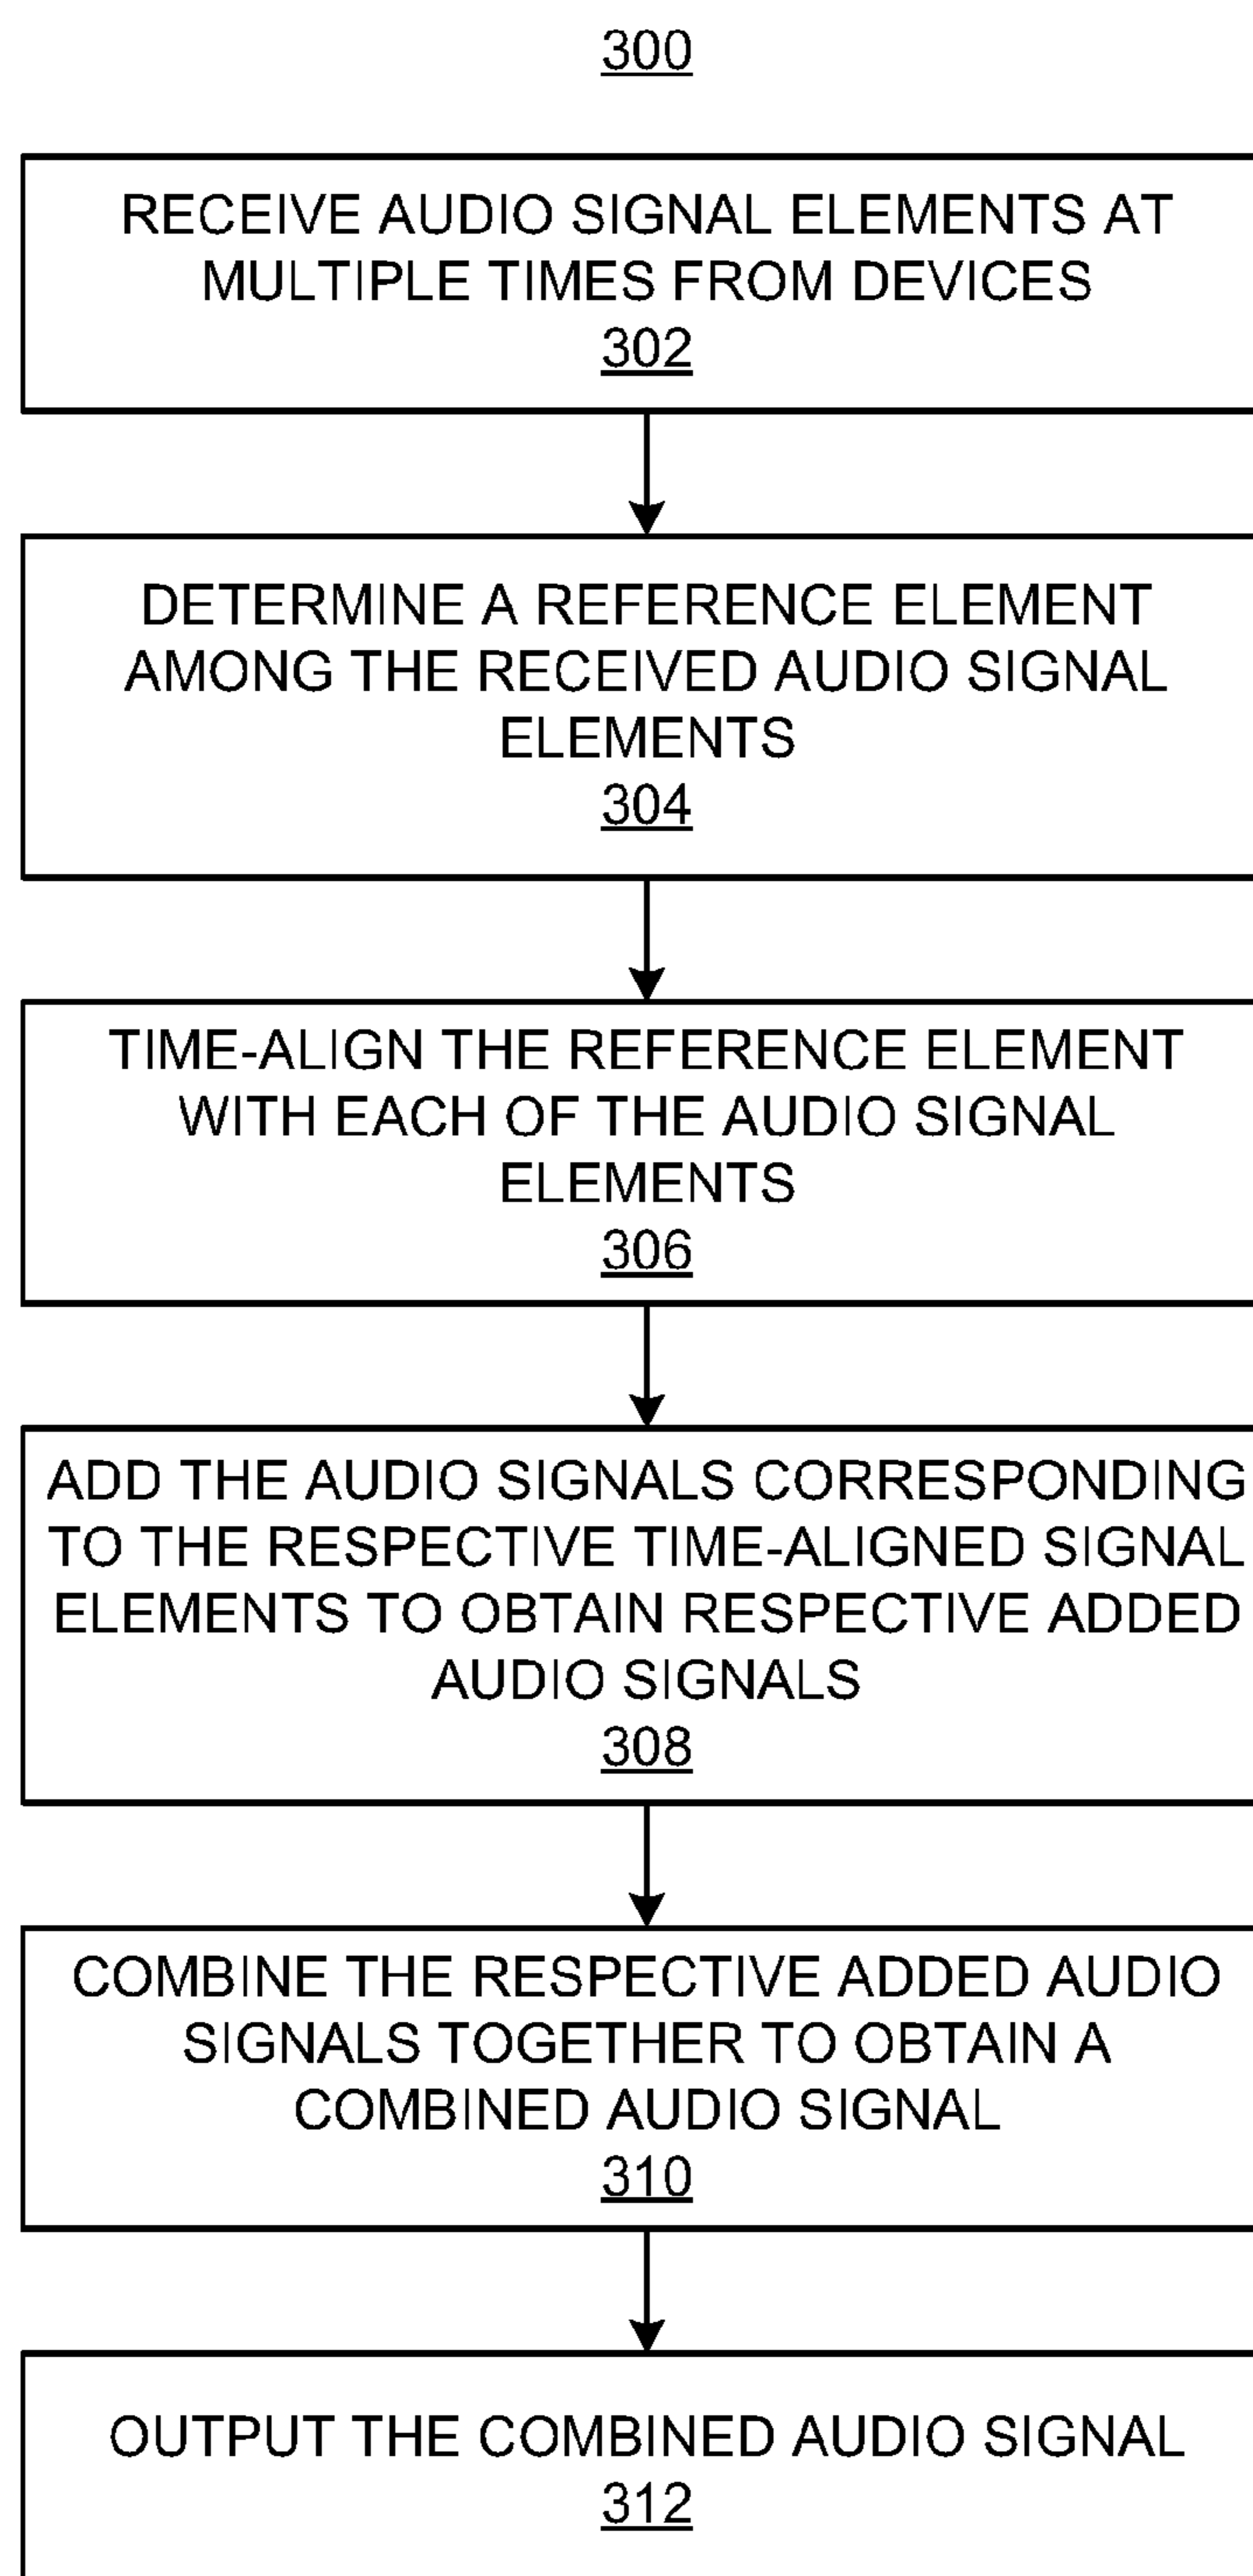 300
RECEIVE AUDIO SIGNAL ELEMENTS AT
MULTIPLE TIMES FROM DEVICES
302
DETERMINE A REFERENCE ELEMENT
AMONG THE RECEIVED AUDIO SIGNAL
ELEMENTS
304
TIME-ALIGN THE REFERENCE ELEMENT
WITH EACH OF THE AUDIO SIGNAL
ELEMENTS
306
ADD THE AUDIO SIGNALS CORRESPONDING
TO THE RESPECTIVE TIME-ALIGNED SIGNAL
ELEMENTS TO OBTAIN RESPECTIVE ADDED
AUDIO SIGNALS
308
COMBINE THE RESPECTIVE ADDED AUDIO
SIGNALS TOGETHER TO OBTAIN A
COMBINED AUDIO SIGNAL
310
OUTPUT THE COMBINED AUDIO SIGNAL
312